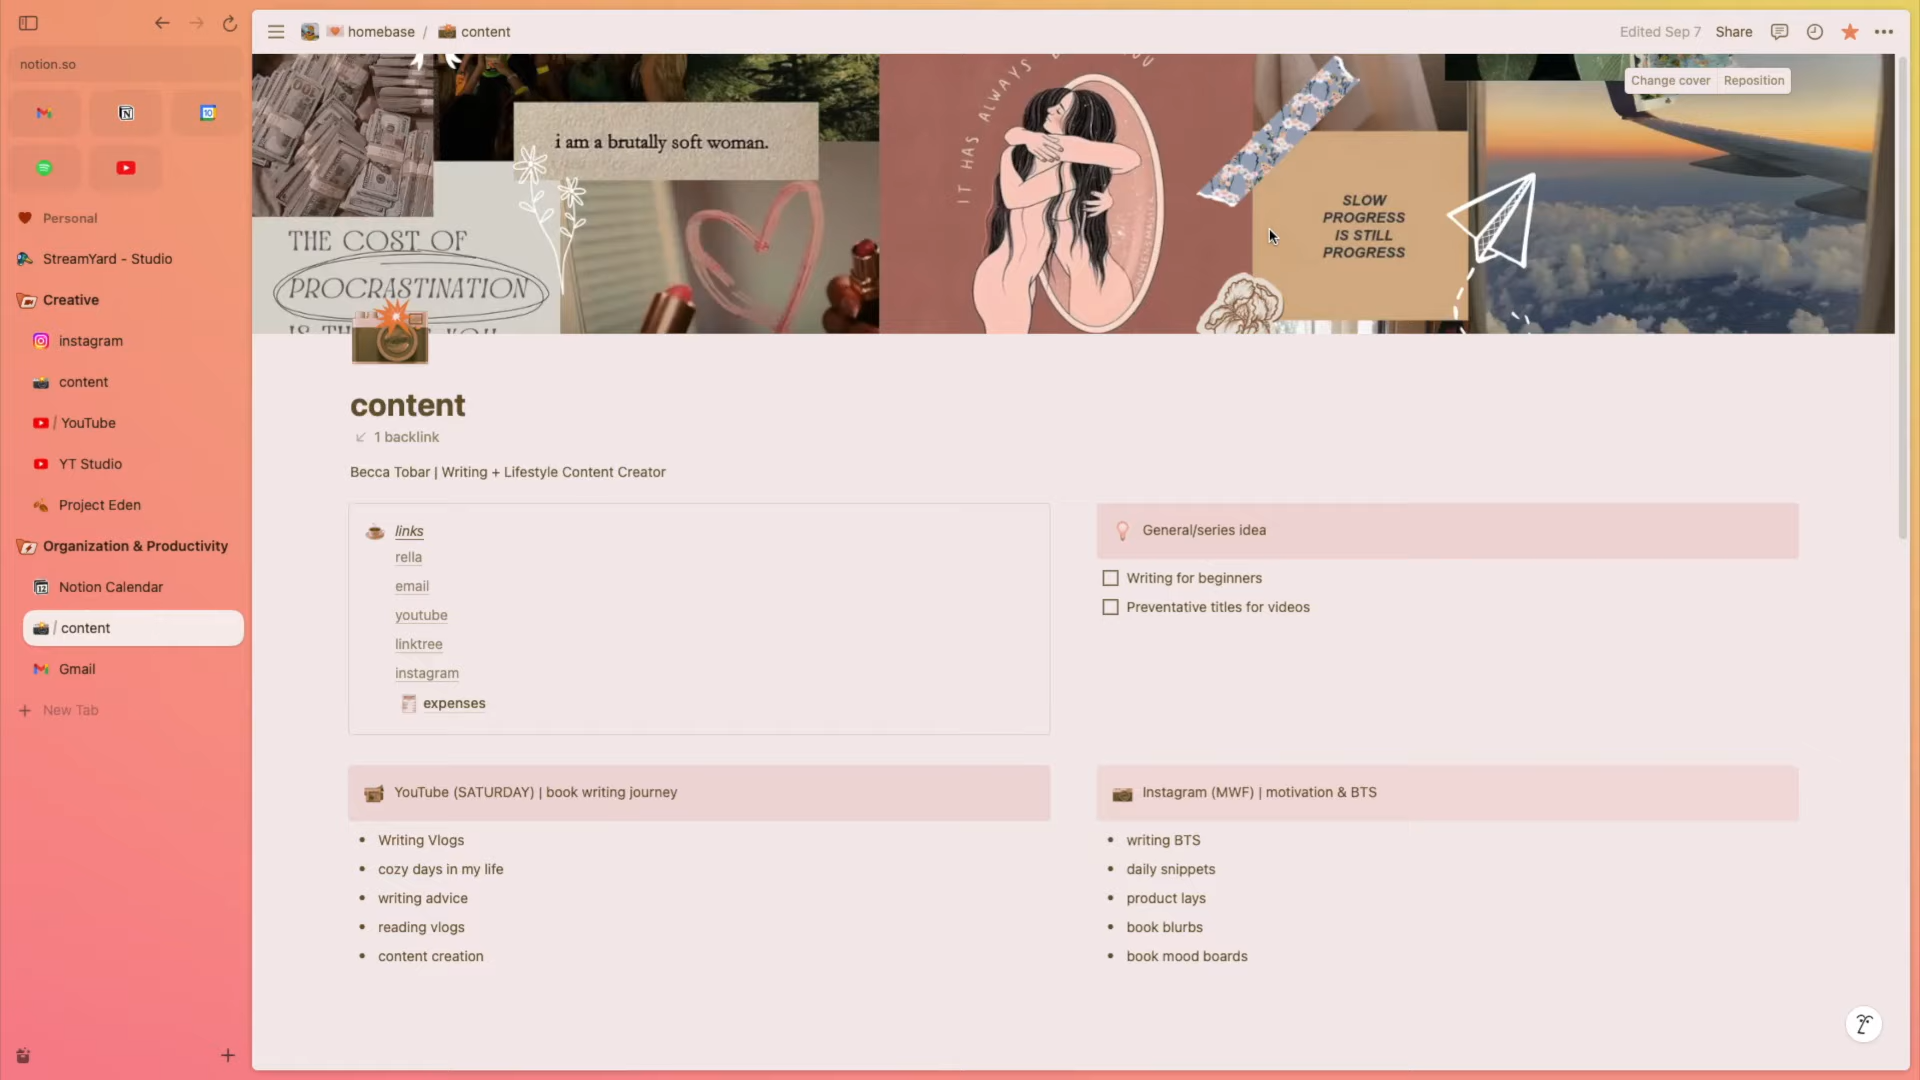 notion.so
Personal
StreamYard - Studio
Creative
instagram
content
/ YouTube
YT Studio
Project Eden
Organization & Productivity
Notion Calendar
/ content
Gmail
New Tab
homebase / content
Edited Sep 7
Share
Change cover
Reposition
i am a brutally soft woman.
THE COST OF
PROCRASTINATION
IS THE
YOU
IT HAS ALWAYS
YOU
SLOW
PROGRESS
IS STILL
PROGRESS
content
1 backlink
Becca Tobar | Writing + Lifestyle Content Creator
links
rella
email
youtube
linktree
instagram
expenses
General/series idea
Writing for beginners
Preventative titles for videos
YouTube (SATURDAY) | book writing journey
Writing Vlogs
cozy days in my life
writing advice
reading vlogs
content creation
Instagram (MWF) | motivation & BTS
writing BTS
daily snippets
product lays
book blurbs
book mood boards